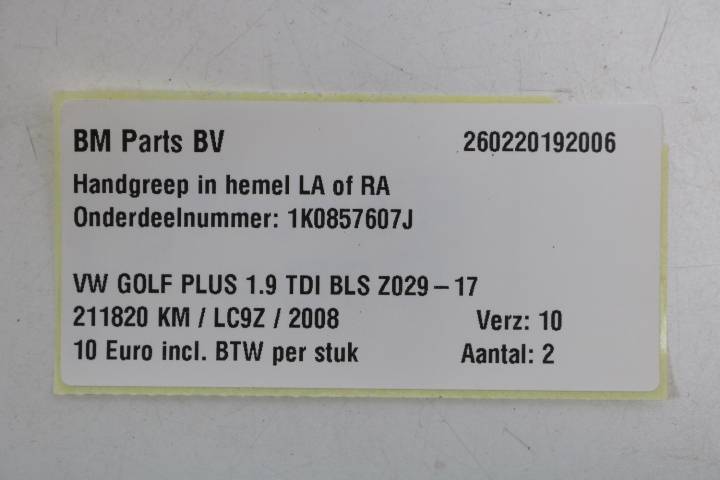 BM Parts BV 260220192006
Handgreep in hemel LA of RA
Onderdeelnummer: 1K0857607J
VW GOLF PLUS 1.9 TDI BLS Z029 – 17
211820 KM / LC9Z / 2008 Verz: 10
10 Euro incl. BTW per stuk Aantal: 2